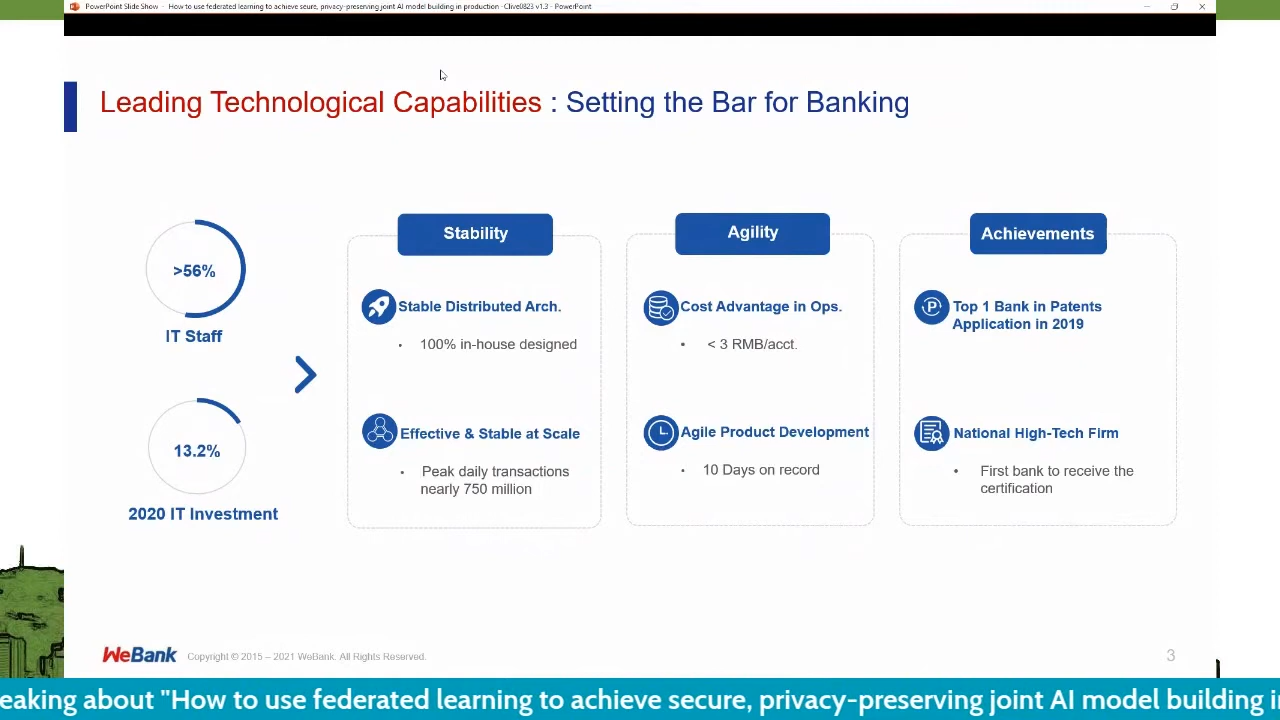 PowerPoint Slide Show - How to use federated learning to achieve seure, privacy-preserving joint AI model building in production -Clive0823 v1.3 - PowerPoint
Leading Technological Capabilities : Setting the Bar for Banking
>56%
IT Staff
13.2%
2020 IT Investment
Stability
Stable Distributed Arch.
• 100% in-house designed
Effective & Stable at Scale
• Peak daily transactions
nearly 750 million
Agility
Cost Advantage in Ops.
• < 3 RMB/acct.
Agile Product Development
• 10 Days on record
Achievements
P
Top 1 Bank in Patents
Application in 2019
National High-Tech Firm
• First bank to receive the
certification
WeBank
Copyright © 2015 – 2021 WeBank. All Rights Reserved.
3
eaking about "How to use federated learning to achieve secure, privacy-preserving joint AI model building i